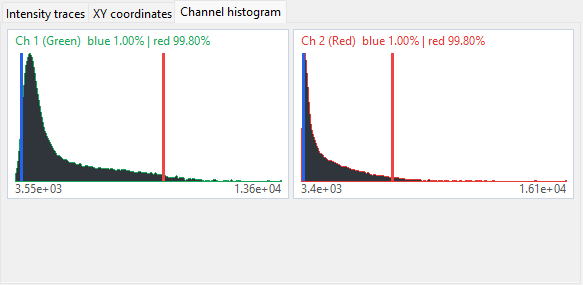 Intensity traces XY coordinates Channel histogram
Ch 1 (Green) blue 1.00% | red 99.80%
3.55e+03 1.36e+04
Ch 2 (Red) blue 1.00% | red 99.80%
3.4e+03 1.61e+04